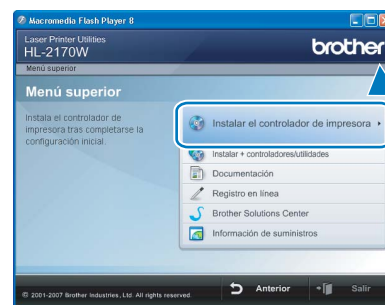 Macromedia Flash Player 8
Laser Printer Utilities
HL-2170W
brother
Menú superior
Menú superior
Instala el controlador de
impresora tras completarse la
configuración inicial.
Instalar el controlador de impresora
Instalar + controladores/utilidades
Documentación
Registro en línea
Brother Solutions Center
Información de suministros
© 2001-2007 Brother Industries, Ltd. All rights reserved.
Anterior
Salir